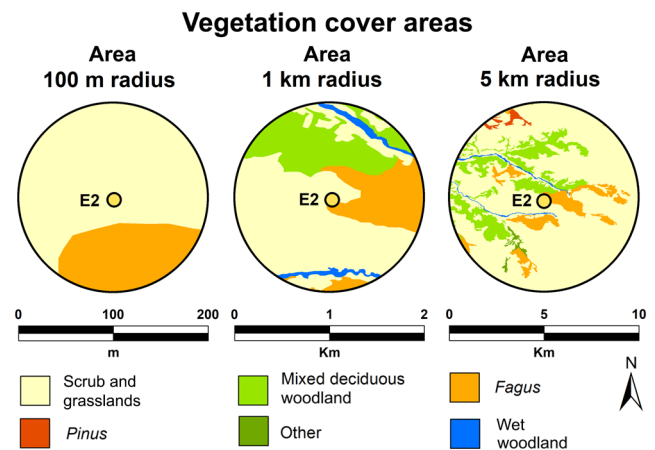 Vegetation cover areas
Area
100 m radius
Area
1 km radius
Area
5 km radius
E2
E2
E2
0 100 200
m
0 1 2
Km
0 5 10
Km
Scrub and
grasslands
Pinus
Mixed deciduous
woodland
Other
Fagus
Wet
woodland
N